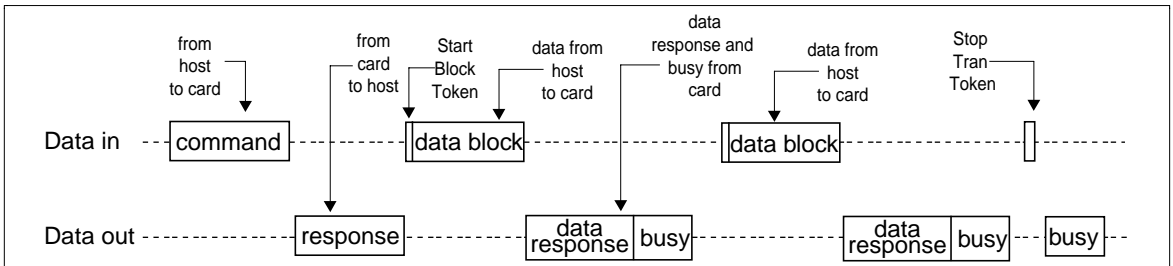 from
host
to card
from
card
to host
Start
Block
Token
data from
host
to card
data
response and
busy from
card
data from
host
to card
Stop
Tran
Token
Data in
command
data block
data block
Data out
response
data
response
busy
data
response
busy
busy